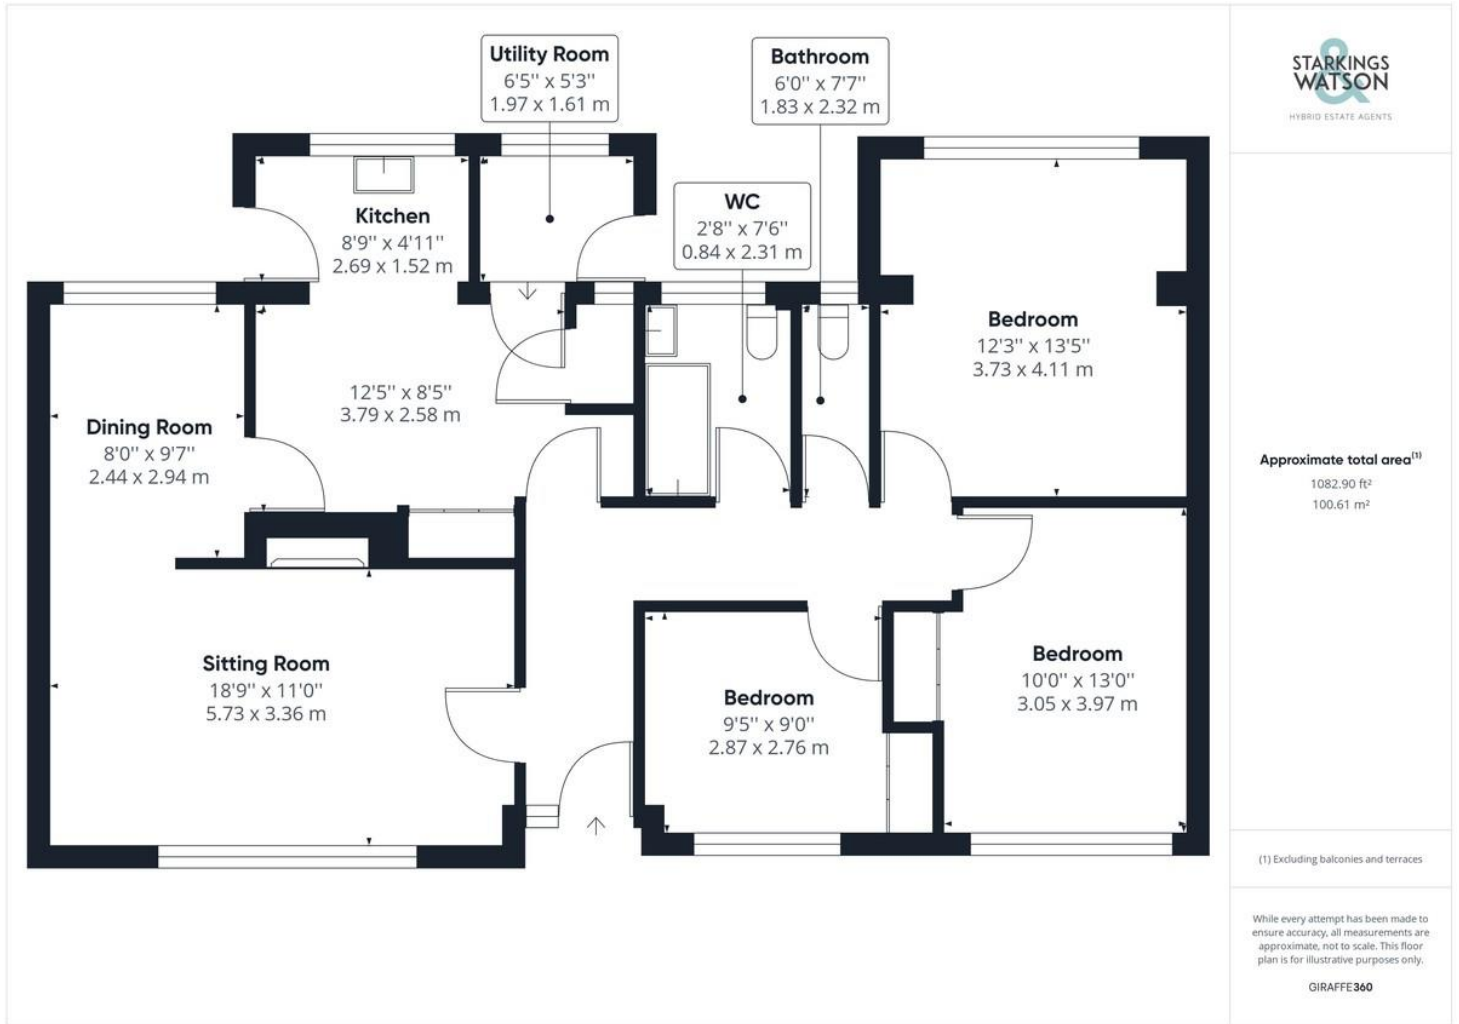 Utility Room
6'5'' x 5'3''
1.97 x 1.61 m
Bathroom
6'0'' x 7'7''
1.83 x 2.32 m
WC
2'8'' x 7'6''
0.84 x 2.31 m
Kitchen
8'9'' x 4'11''
2.69 x 1.52 m
12'5'' x 8'5''
3.79 x 2.58 m
Dining Room
8'0'' x 9'7''
2.44 x 2.94 m
Bedroom
12'3'' x 13'5''
3.73 x 4.11 m
Sitting Room
18'9'' x 11'0''
5.73 x 3.36 m
Bedroom
9'5'' x 9'0''
2.87 x 2.76 m
Bedroom
10'0'' x 13'0''
3.05 x 3.97 m
&
STARKINGS
WATSON
HYBRID ESTATE AGENTS
Approximate total area(1)
1082.90 ft²
100.61 m²
(1) Excluding balconies and terraces
While every attempt has been made to
ensure accuracy, all measurements are
approximate, not to scale. This floor
plan is for illustrative purposes only.
GIRAFFE360